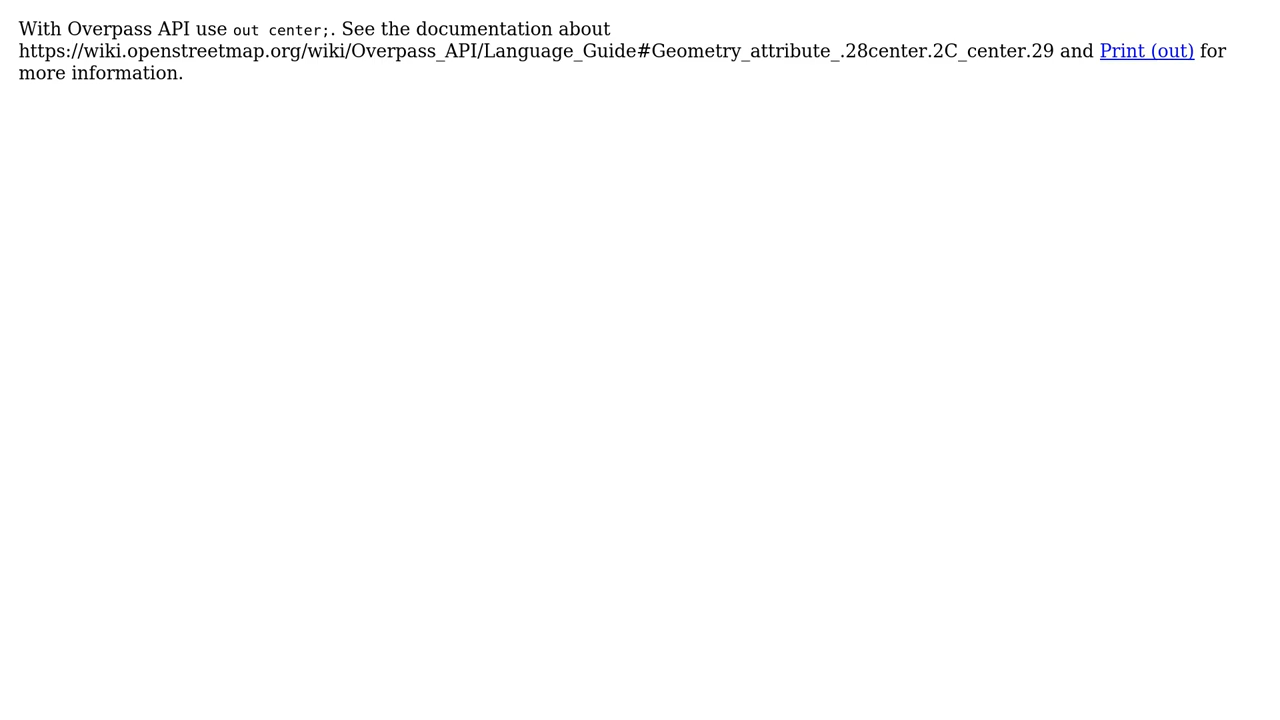 With Overpass API use out center;. See the documentation about
https://wiki.openstreetmap.org/wiki/Overpass_API/Language_Guide#Geometry_attribute_.28center.2C_center.29 and Print (out) for
more information.